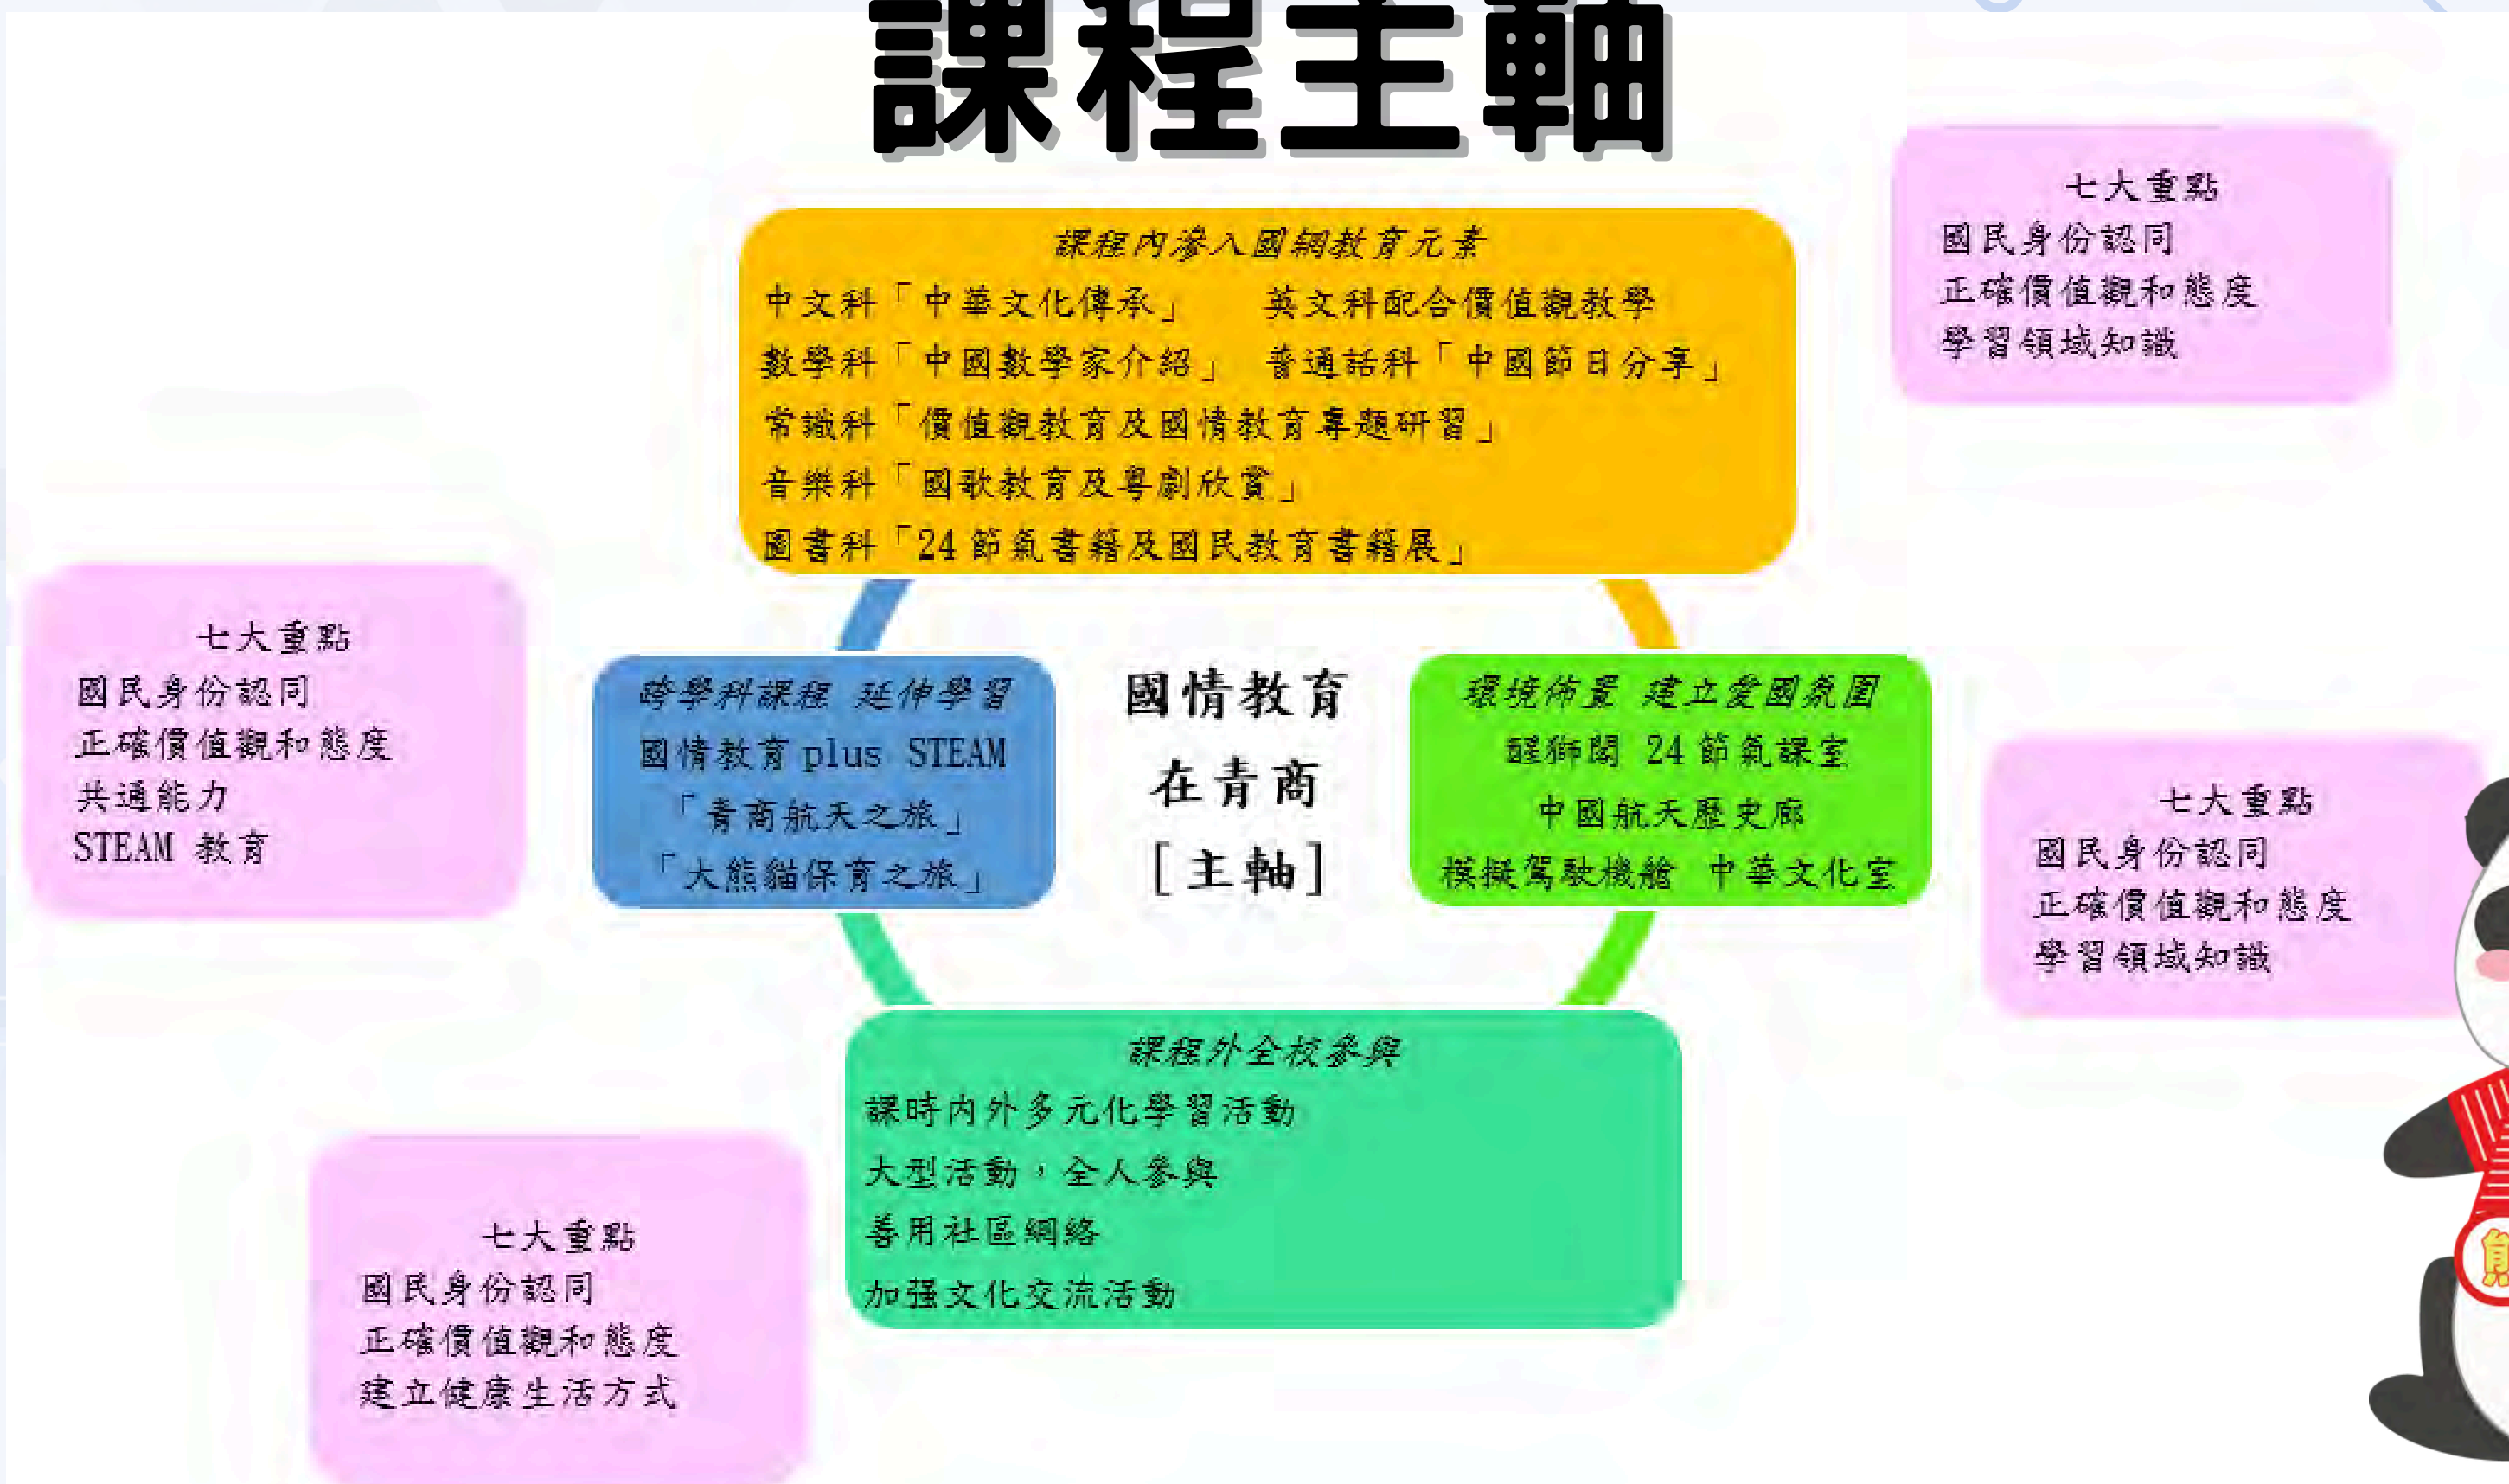 課程主軸
課程內滲入國網教育元素
中文科「中華文化傳承」 英文科配合價值觀教學
數學科「中國數學家介紹」 普通話科「中國節日分享」
常識科「價值觀教育及國情教育專題研習」
音樂科「國歌教育及粵劇欣賞」
圖書科「24節氣書籍及國民教育書籍展」
七大重點
國民身份認同
正確價值觀和態度
學習領域知識
七大重點
國民身份認同
正確價值觀和態度
共通能力
STEAM 教育
跨學科課程 延伸學習
國情教育 plus STEAM
「青商航天之旅」
「大熊貓保育之旅」
國情教育
在青商
[主軸]
環境佈置 建立愛國氛圍
醒獅閣 24節氣課室
中國航天歷史廊
模擬駕駛機艙 中華文化室
七大重點
國民身份認同
正確價值觀和態度
學習領域知識
課程外全校參與
課時內外多元化學習活動
大型活動，全人參與
善用社區網絡
加强文化交流活動
七大重點
國民身份認同
正確價值觀和態度
建立健康生活方式